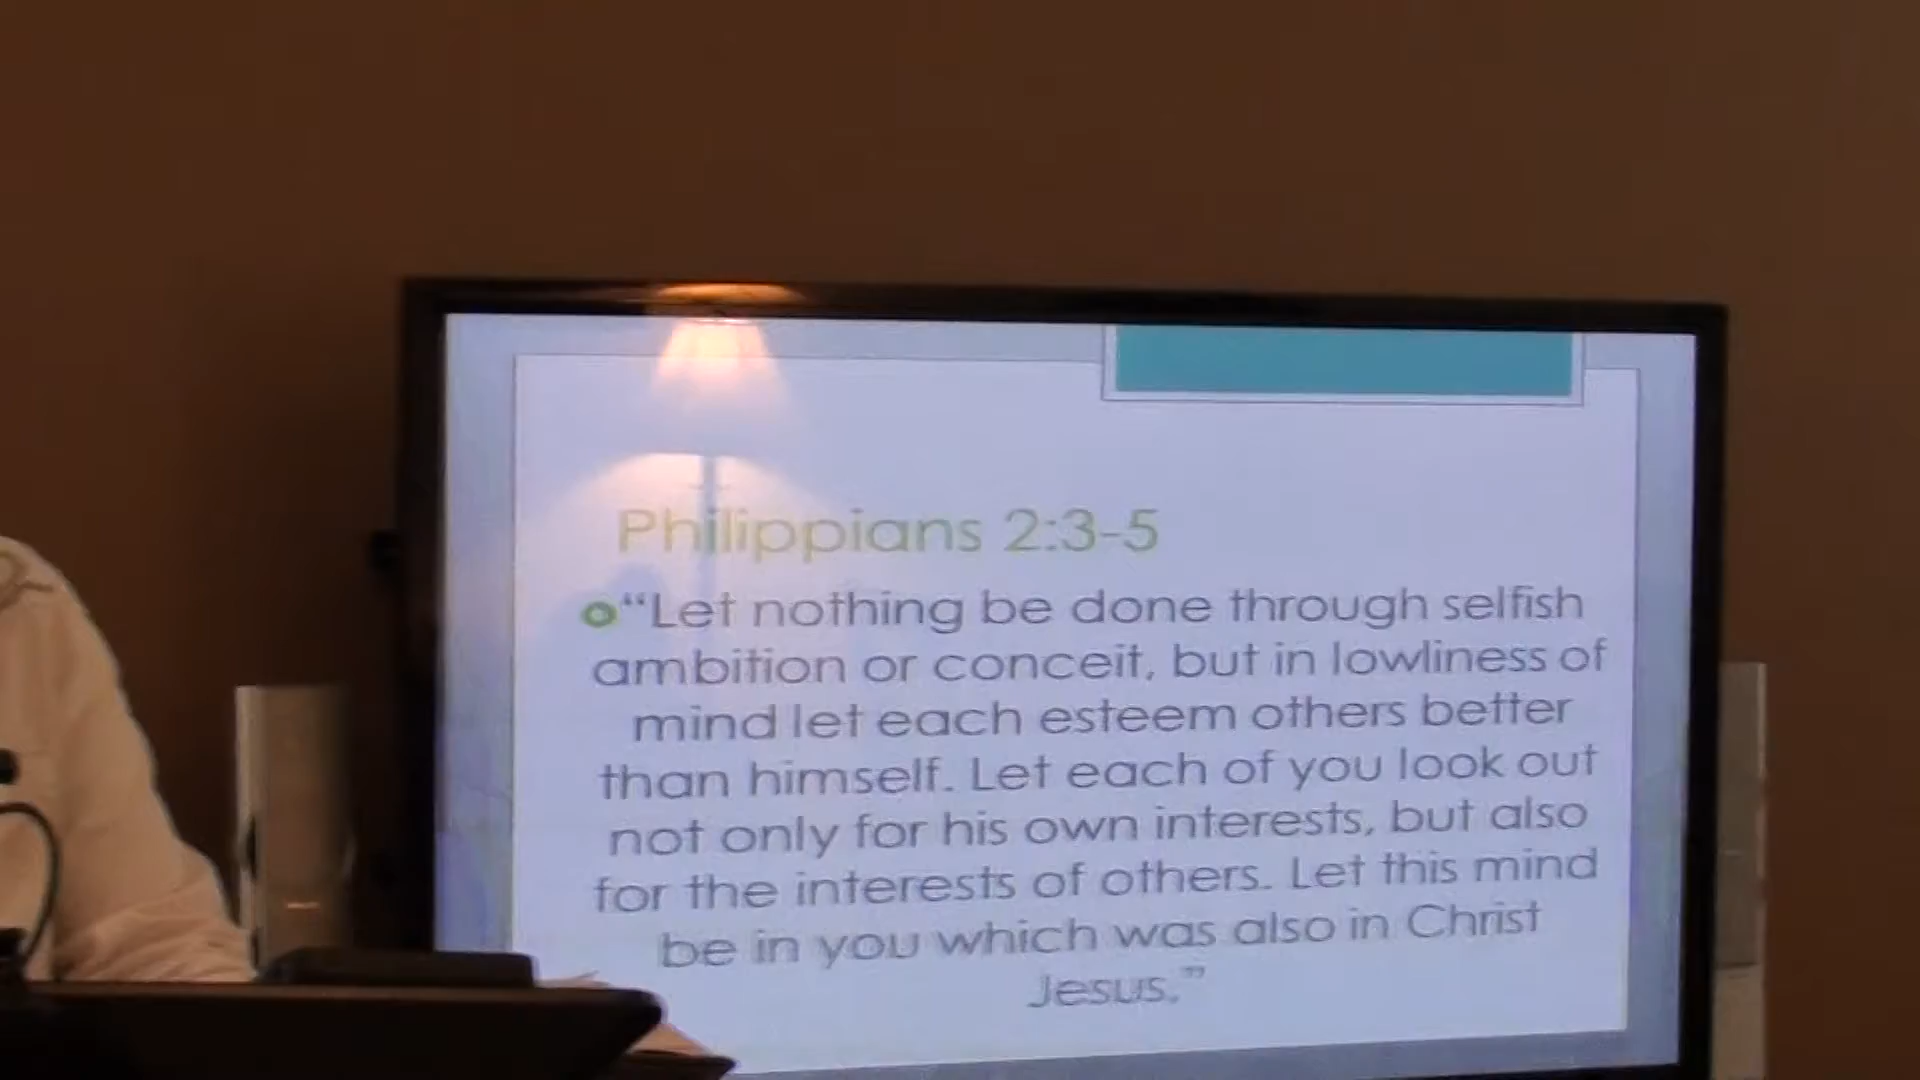 Philippians 2:3-5
“Let nothing be done through selfish
ambition or conceit, but in lowliness of
mind let each esteem others better
than himself. Let each of you look out
not only for his own interests, but also
for the interests of others. Let this mind
be in you which was also in Christ
Jesus.”